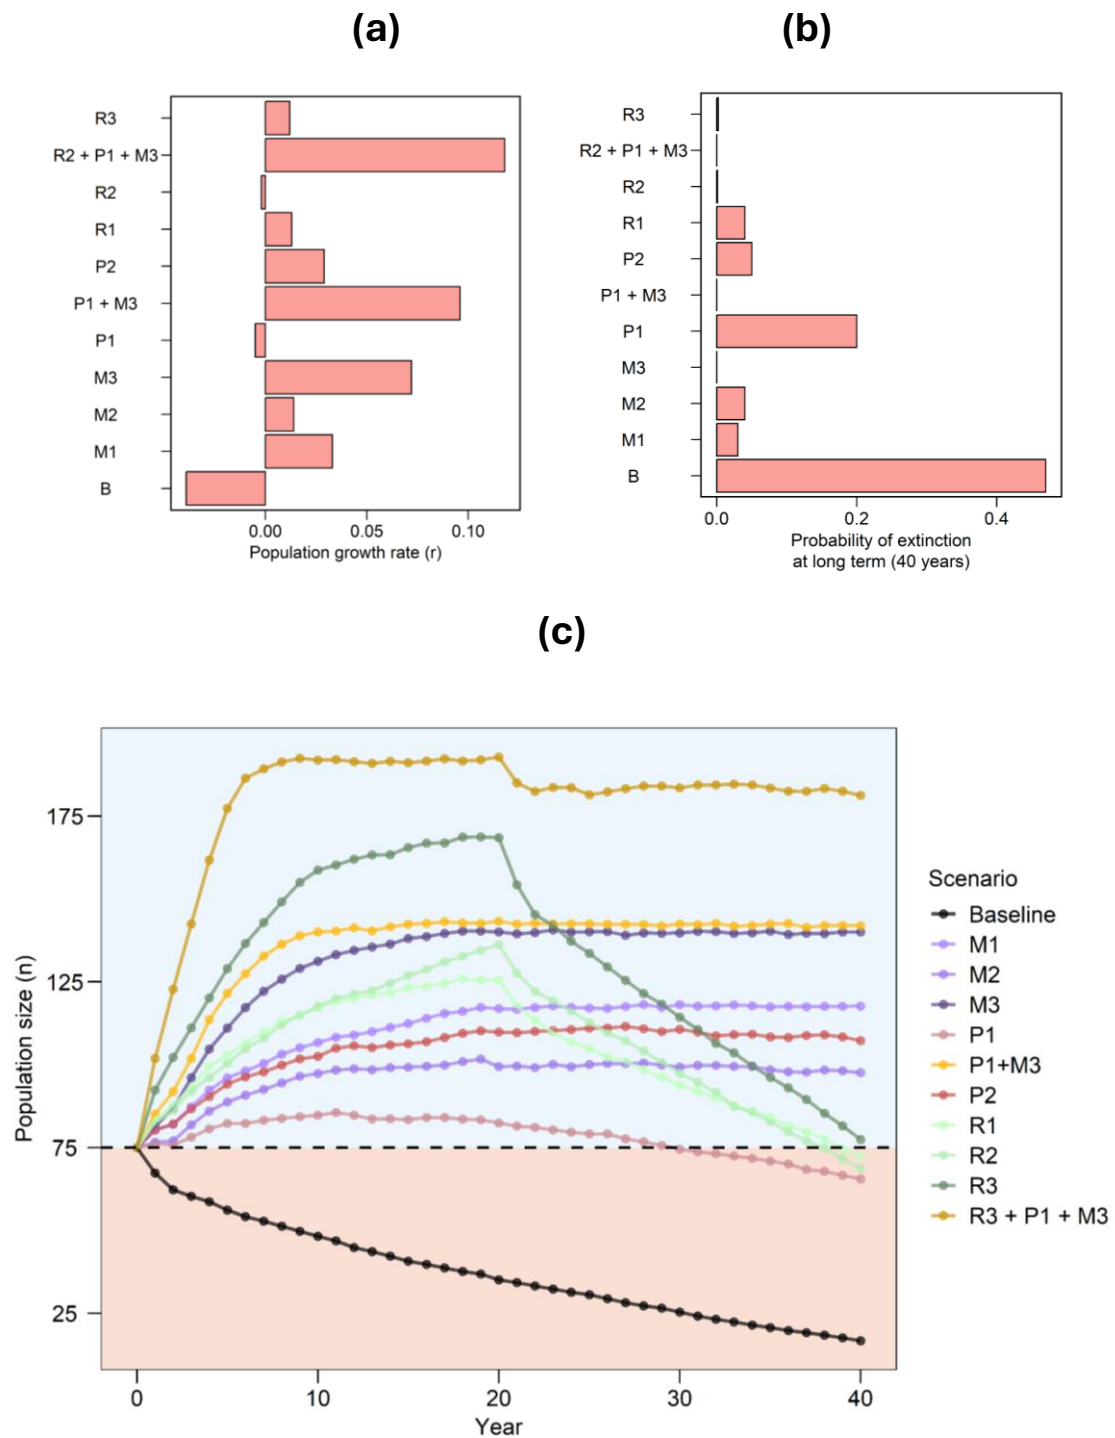 (a)
R3
R2 + P1 + M3
R2
R1
P2
P1 + M3
P1
M3
M2
M1
B
0.00 0.05 0.10
Population growth rate (r)
(b)
R3
R2 + P1 + M3
R2
R1
P2
P1 + M3
P1
M3
M2
M1
B
0.0 0.2 0.4
Probability of extinction
at long term (40 years)
(c)
Population size (n)
175
125
75
25
0 10 20 30 40
Year
Scenario
Baseline
M1
M2
M3
P1
P1+M3
P2
R1
R2
R3
R3 + P1 + M3